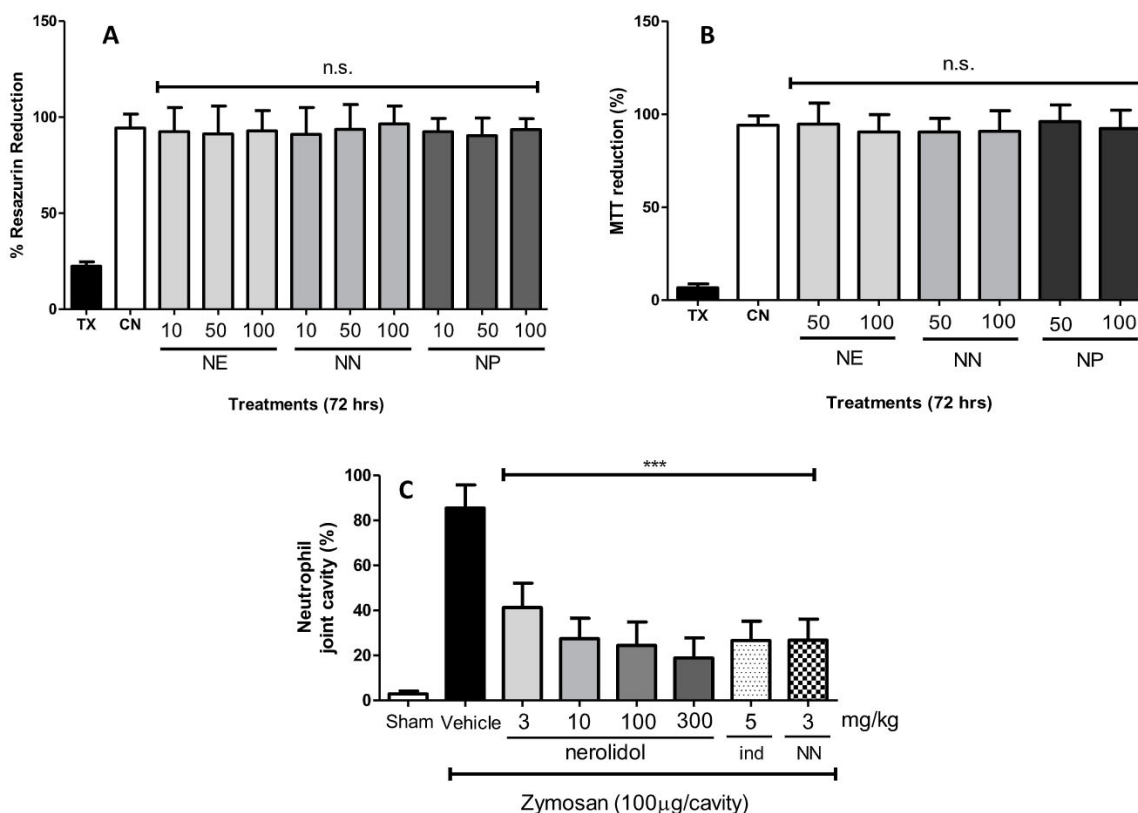 A
% Resazurin Reduction
150
100
50
0
n.s.
TX CN 10 50 100 10 50 100 10 50 100
NE NN NP
Treatments (72 hrs)
B
MTT reduction (%)
150
100
50
0
n.s.
TX CN 50 100 50 100 50 100
NE NN NP
Treatments (72 hrs)
C
Neutrophil
joint cavity (%)
100
80
60
40
20
0
***
Sham Vehicle 3 10 100 300 5 3 mg/kg
nerolidol ind NN
Zymosan (100μg/cavity)